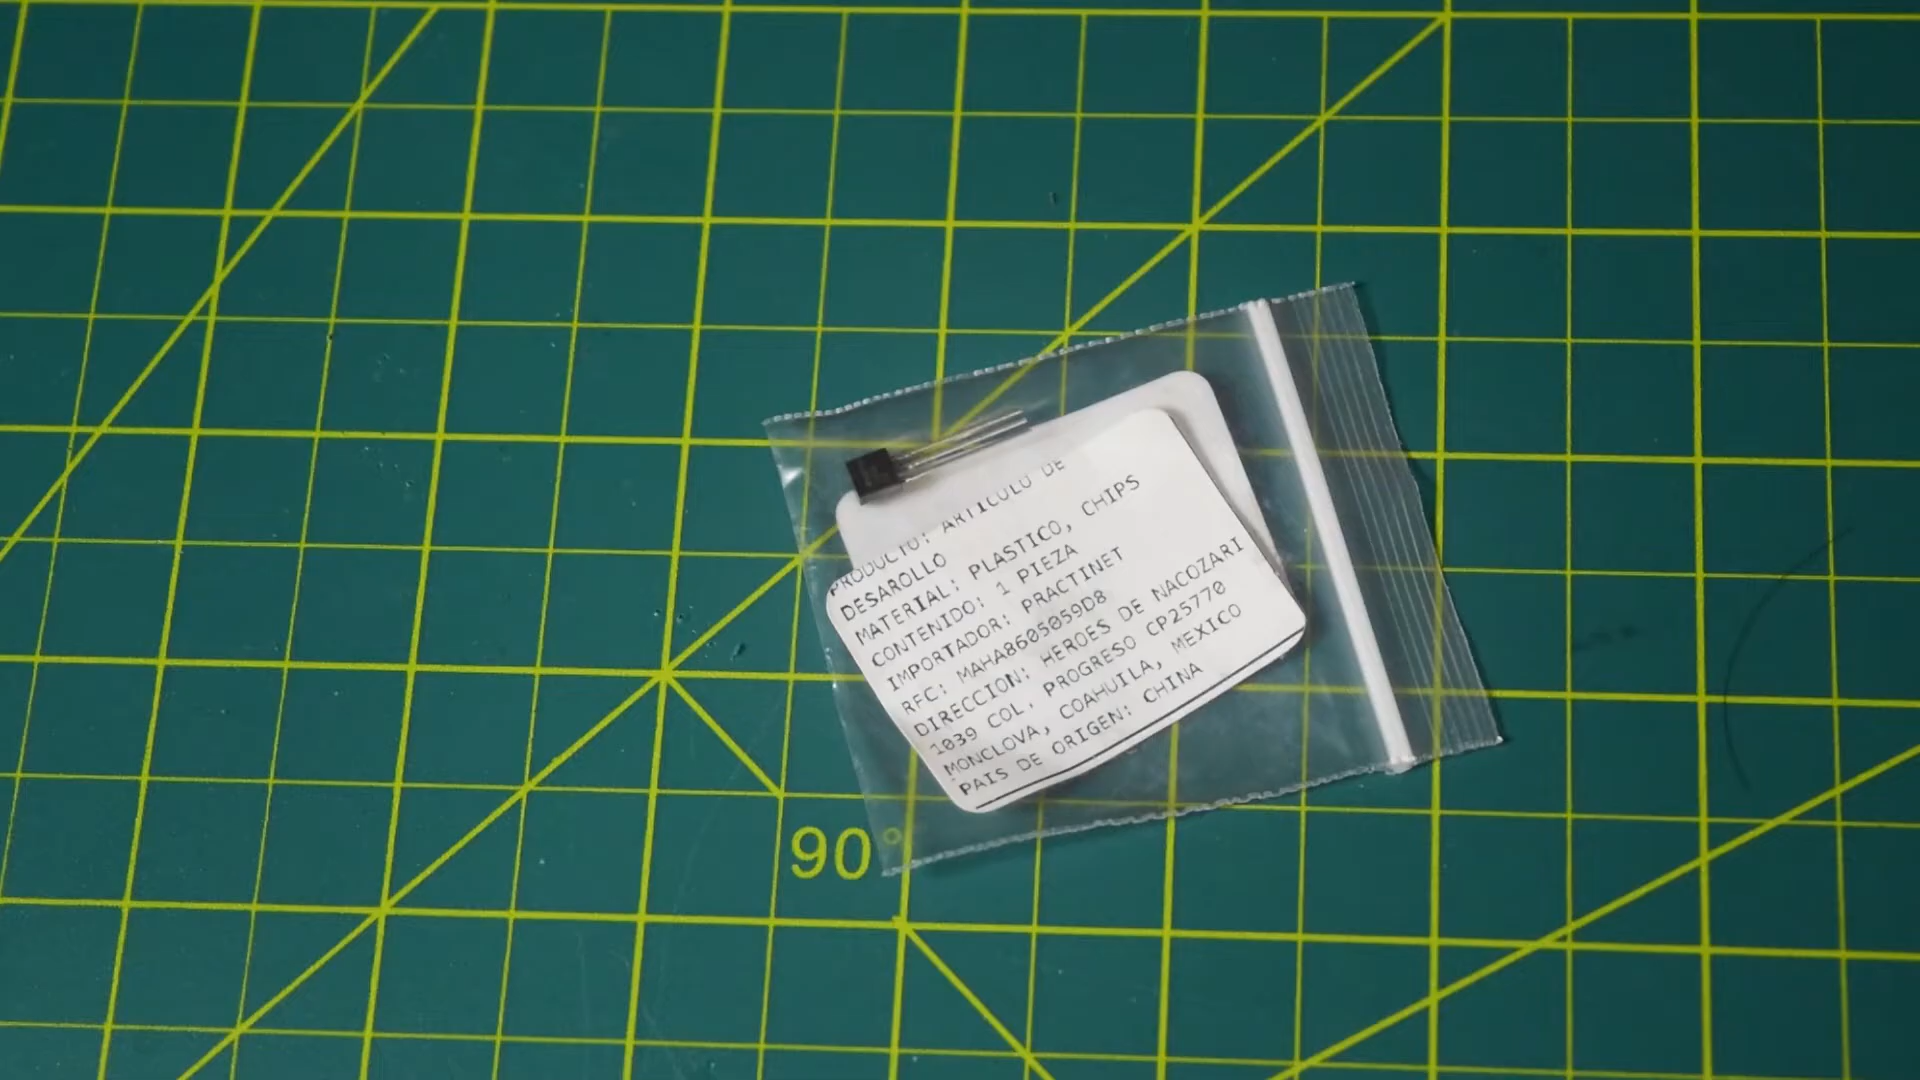 PRODUCTO: ARTICULO DE
DESAROLLO
MATERIAL: PLASTICO, CHIPS
CONTENIDO: 1 PIEZA
IMPORTADOR: PRACTINET
RFC: MAHA8605059D8
DIRECCION: HEROES DE NACOZARI
1039 COL. PROGRESO CP25770
MONCLOVA, COAHUILA, MEXICO
PAIS DE ORIGEN: CHINA
90°